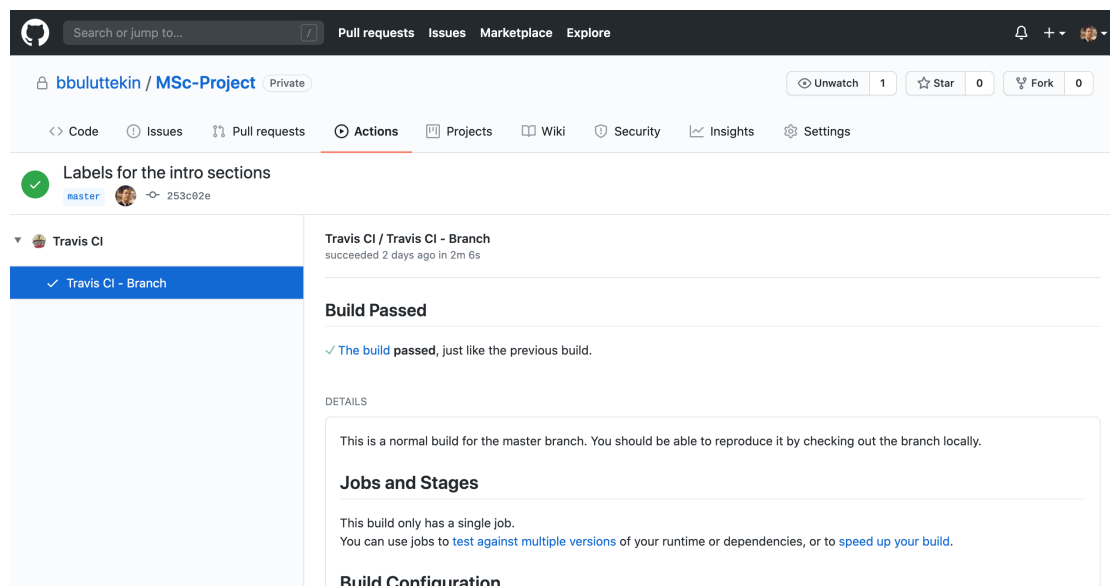 Search or jump to... / Pull requests Issues Marketplace Explore
bbuluttekin / MSc-Project Private Unwatch 1 Star 0 Fork 0
Code Issues Pull requests Actions Projects Wiki Security Insights Settings
Labels for the intro sections
master 253c02e
Travis CI
Travis CI - Branch
Travis CI / Travis CI - Branch
succeeded 2 days ago in 2m 6s
Build Passed
The build passed, just like the previous build.
DETAILS
This is a normal build for the master branch. You should be able to reproduce it by checking out the branch locally.
Jobs and Stages
This build only has a single job.
You can use jobs to test against multiple versions of your runtime or dependencies, or to speed up your build.
Build Configuration